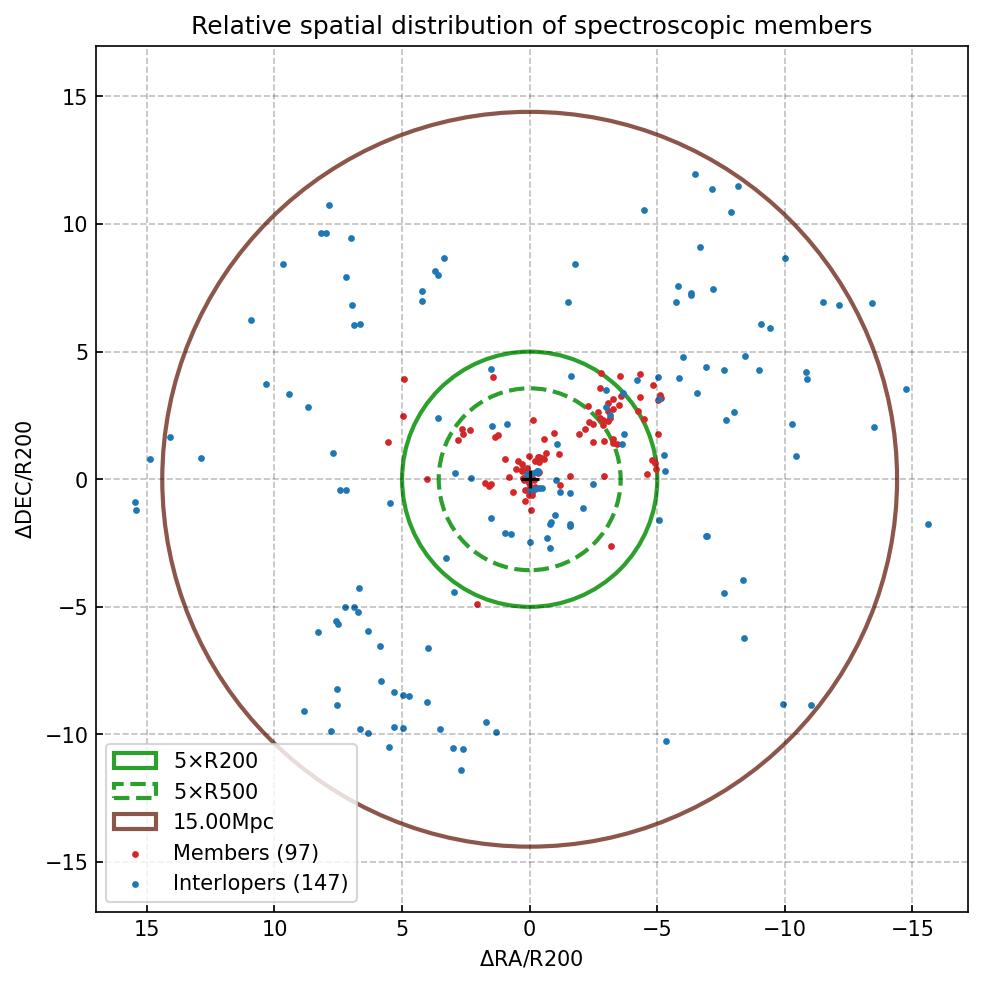 Relative spatial distribution of spectroscopic members
ΔDEC/R200
15
10
5
0
−5
−10
−15
5×R200
5×R500
15.00Mpc
Members (97)
Interlopers (147)
15
10
5
0
−5
−10
−15
ΔRA/R200